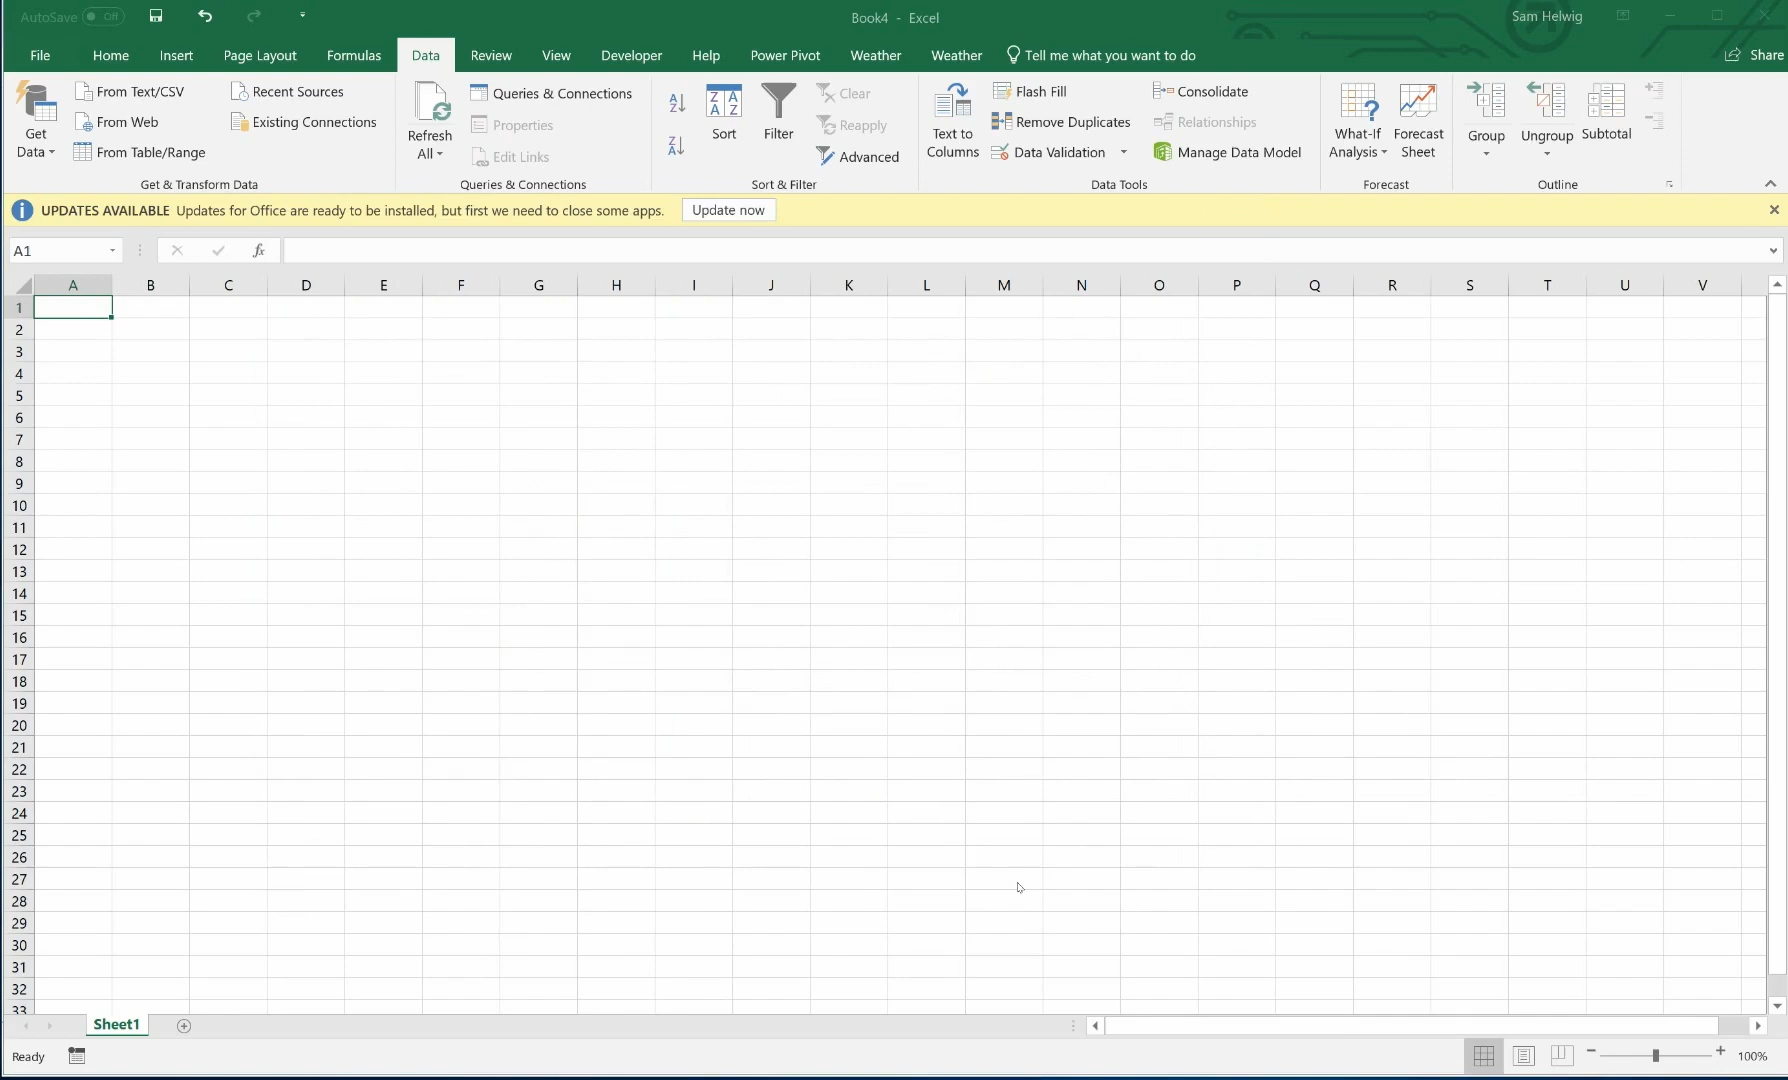 AutoSave Off
Book4 - Excel
Sam Helwig
File Home Insert Page Layout Formulas Data Review View Developer Help Power Pivot Weather Weather Tell me what you want to do Share
Get Data
From Text/CSV
From Web
From Table/Range
Recent Sources
Existing Connections
Get & Transform Data
Refresh All
Queries & Connections
Properties
Edit Links
Queries & Connections
Sort
Filter
Clear
Reapply
Advanced
Sort & Filter
Text to Columns
Flash Fill
Remove Duplicates
Data Validation
Consolidate
Relationships
Manage Data Model
Data Tools
What-If Analysis
Forecast Sheet
Forecast
Group
Ungroup
Subtotal
Outline
UPDATES AVAILABLE Updates for Office are ready to be installed, but first we need to close some apps. Update now
A1
fx
A B C D E F G H I J K L M N O P Q R S T U V
1
2
3
4
5
6
7
8
9
10
11
12
13
14
15
16
17
18
19
20
21
22
23
24
25
26
27
28
29
30
31
32
33
Sheet1
Ready
100%